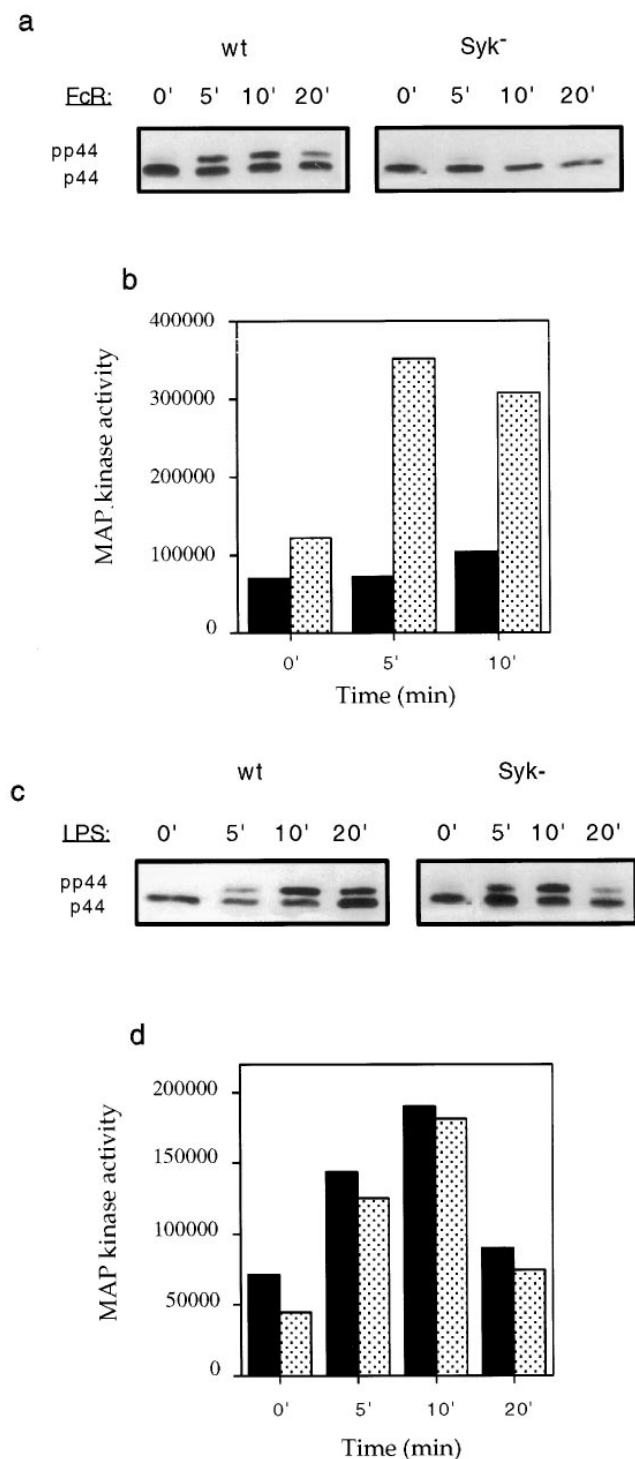 a
wt Syk-
FcR: 0' 5' 10' 20' 0' 5' 10' 20'
pp44
p44
b
400000
300000
200000
100000
0
MAP kinase activity
0' 5' 10'
Time (min)
wt Syk-
c
LPS: 0' 5' 10' 20' 0' 5' 10' 20'
pp44
p44
d
200000
150000
100000
50000
0
MAP kinase activity
0' 5' 10' 20'
Time (min)